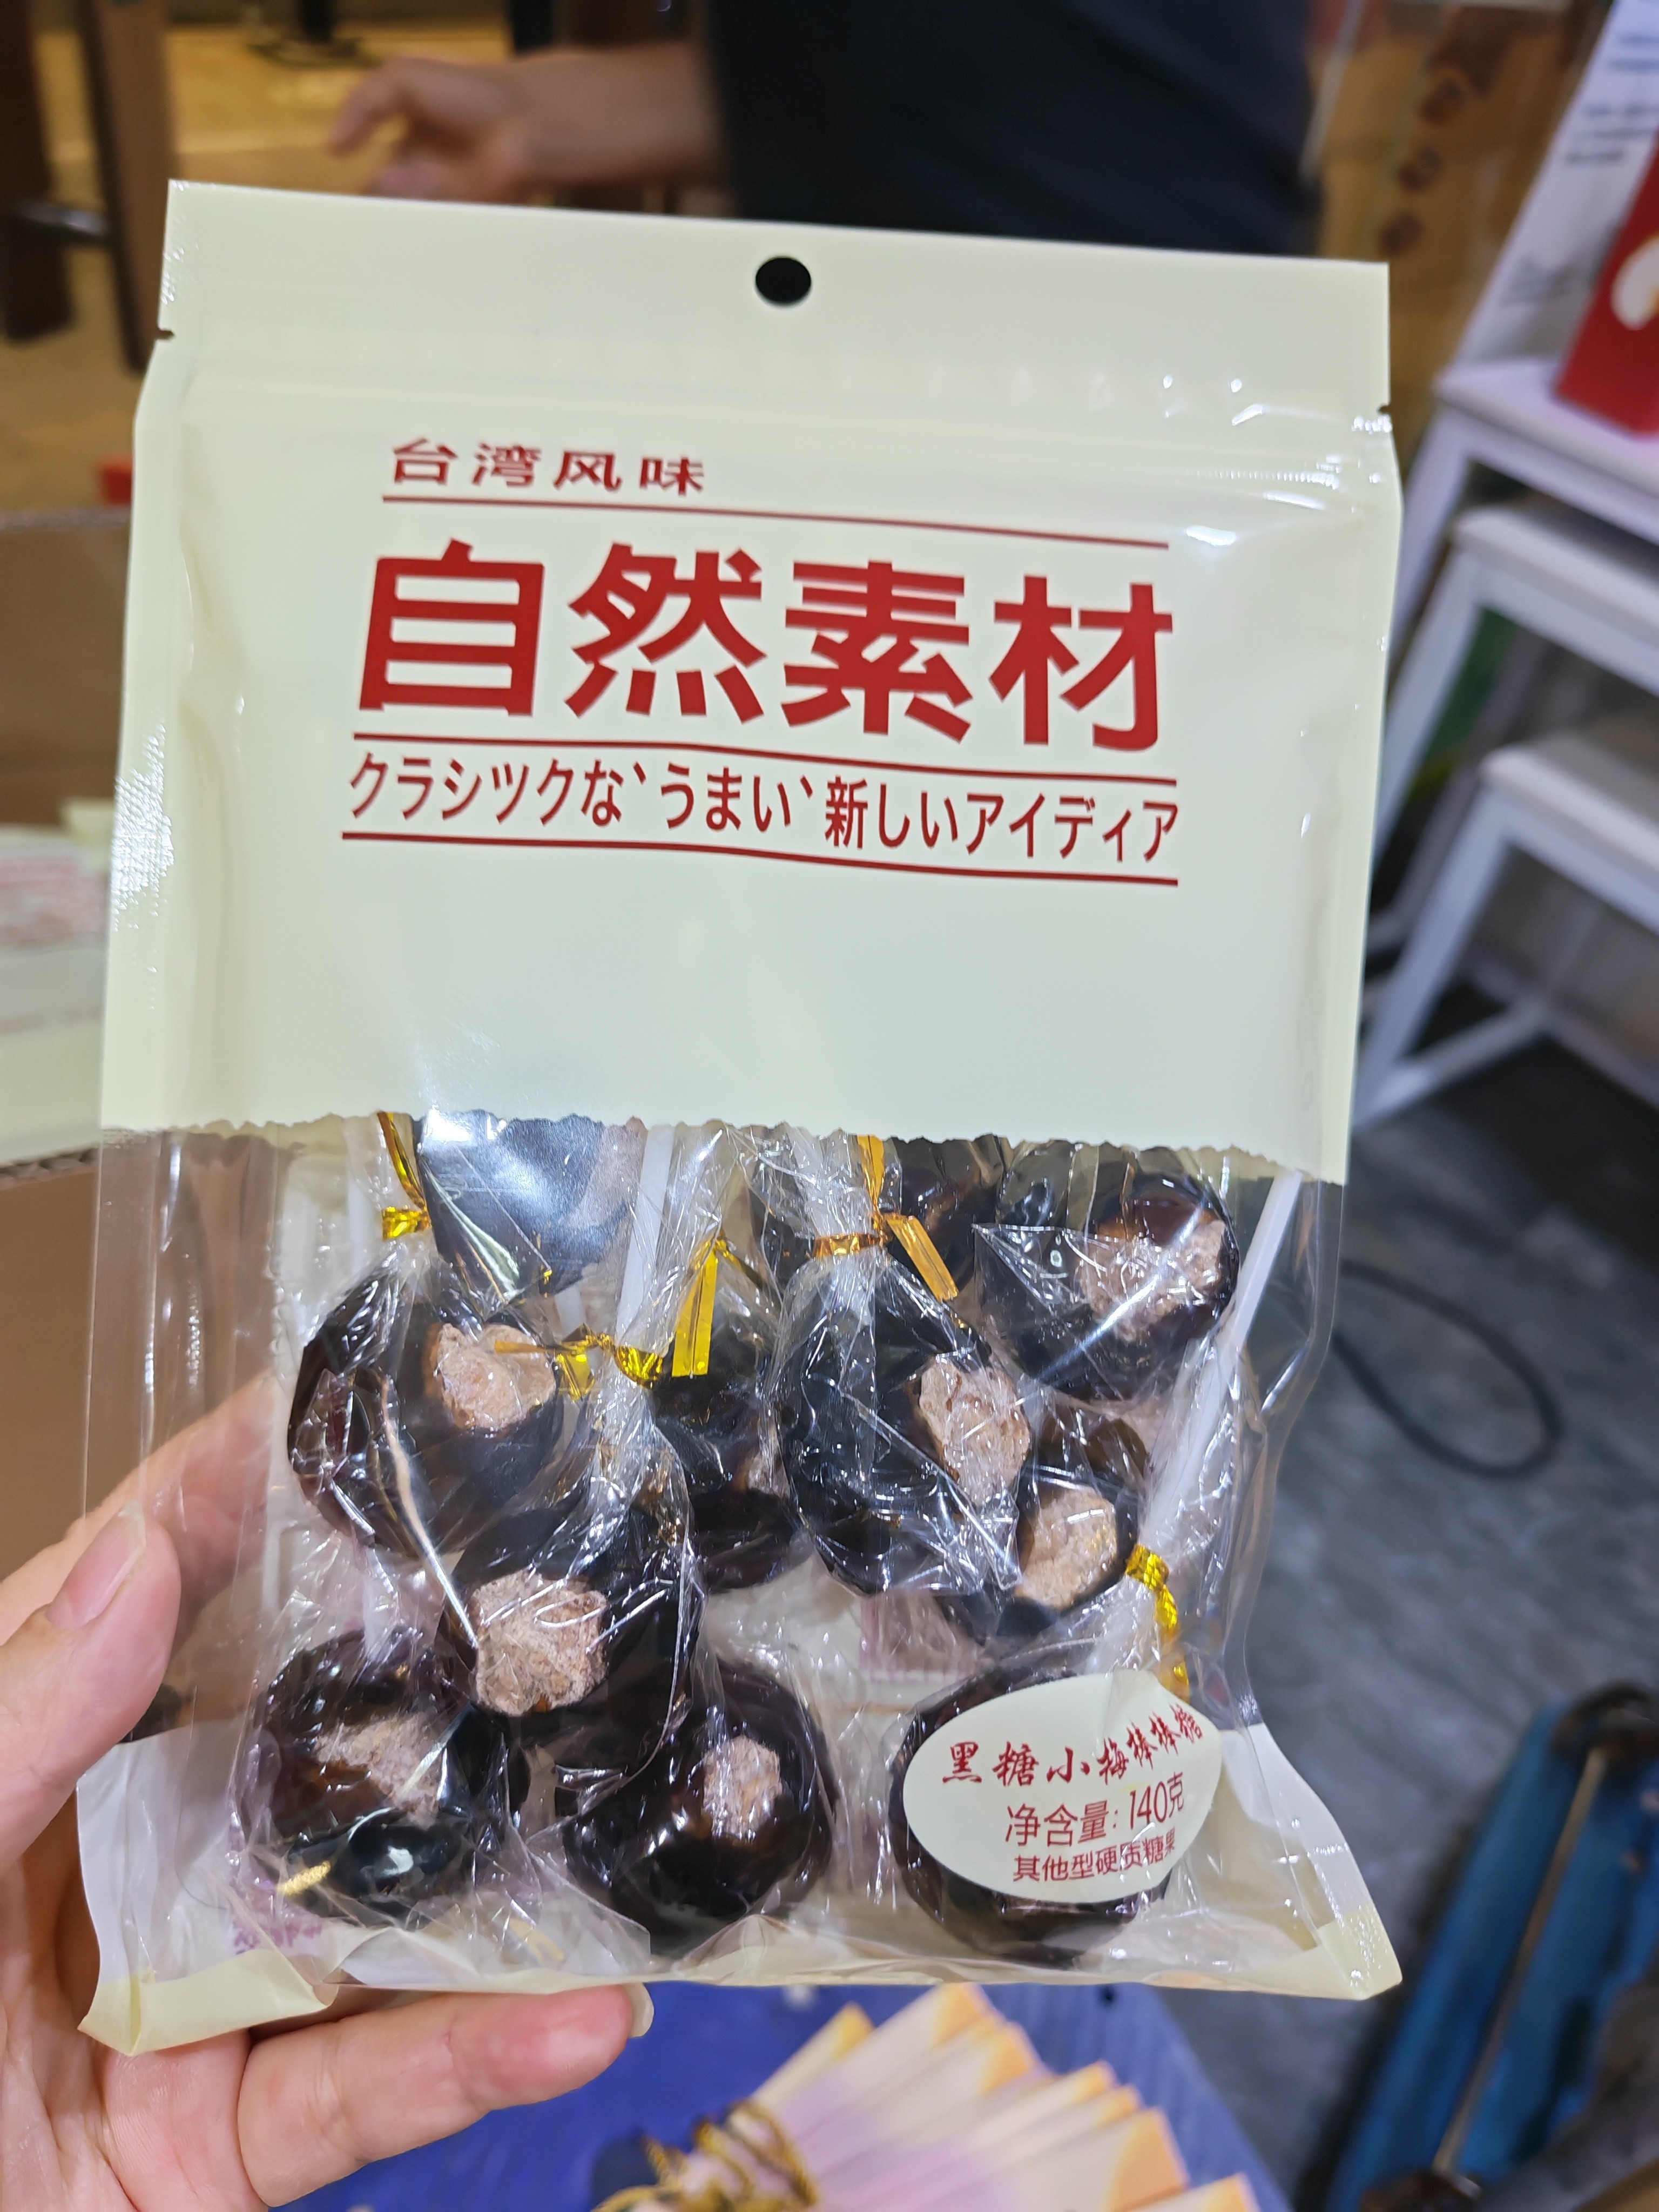 台湾风味
自然素材
クラシツクな`うまい`新しいアイディア
黑糖小梅棒棒糖
净含量:140克
其他型硬质糖果